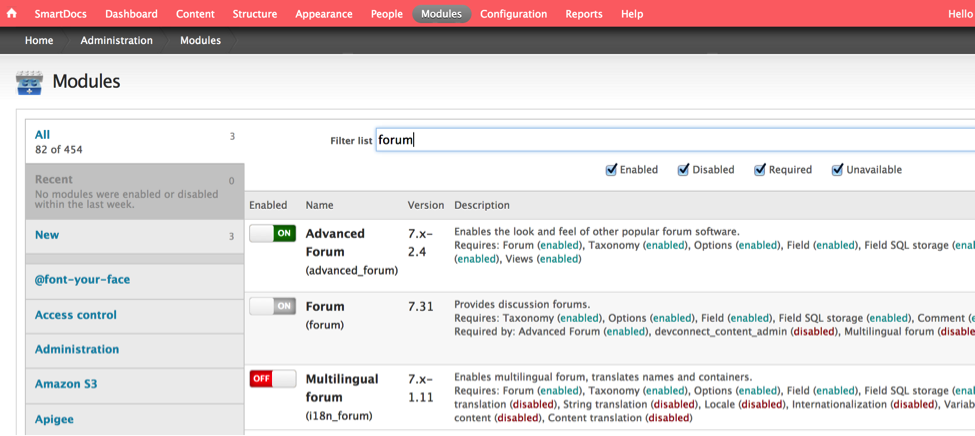 SmartDocs Dashboard Content Structure Appearance People Modules Configuration Reports Help Hello
Home Administration Modules
Modules
All 3
82 of 454
Recent 0
No modules were enabled or disabled
within the last week.
New 3
@font-your-face
Access control
Administration
Amazon S3
Apigee
Filter list forum
Enabled Disabled Required Unavailable
Enabled Name Version Description
ON Advanced Forum (advanced_forum) 7.x-2.4
Enables the look and feel of other popular forum software.
Requires: Forum (enabled), Taxonomy (enabled), Options (enabled), Field (enabled), Field SQL storage (enal
(enabled), Views (enabled)
ON Forum (forum) 7.31
Provides discussion forums.
Requires: Taxonomy (enabled), Options (enabled), Field (enabled), Field SQL storage (enabled), Comment (e
Required by: Advanced Forum (enabled), devconnect_content_admin (disabled), Multilingual forum (disable
OFF Multilingual forum (i18n_forum) 7.x-1.11
Enables multilingual forum, translates names and containers.
Requires: Forum (enabled), Taxonomy (enabled), Options (enabled), Field (enabled), Field SQL storage (enal
translation (disabled), String translation (disabled), Locale (disabled), Internationalization (disabled), Variab
content (disabled), Content translation (disabled)